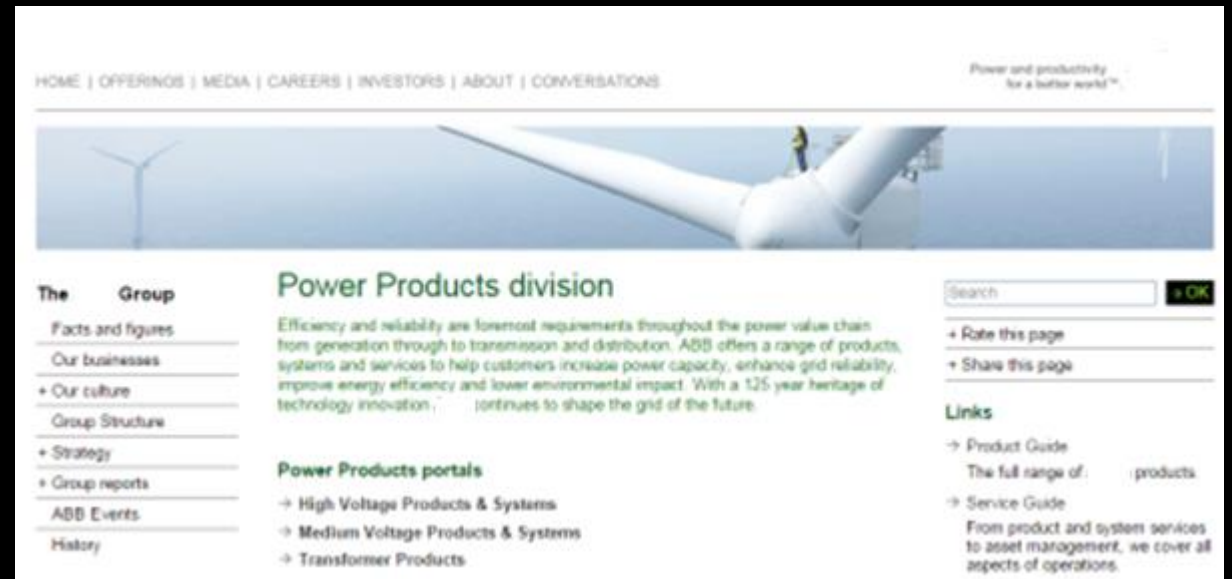 HOME | OFFERINGS | MEDIA | CAREERS | INVESTORS | ABOUT | CONVERSATIONS
Power and productivity
for a better world™
The Group
Facts and figures
Our businesses
+ Our culture
Group Structure
+ Strategy
+ Group reports
ABB Events
History
Power Products division
Efficiency and reliability are foremost requirements throughout the power value chain
from generation through to transmission and distribution. ABB offers a range of products,
systems and services to help customers increase power capacity, enhance grid reliability,
improve energy efficiency and lower environmental impact. With a 125 year heritage of
technology innovation continues to shape the grid of the future.
Power Products portals
→ High Voltage Products & Systems
→ Medium Voltage Products & Systems
→ Transformer Products
Search » OK
+ Rate this page
+ Share this page
Links
→ Product Guide
The full range of products
→ Service Guide
From product and system services
to asset management, we cover all
aspects of operations.